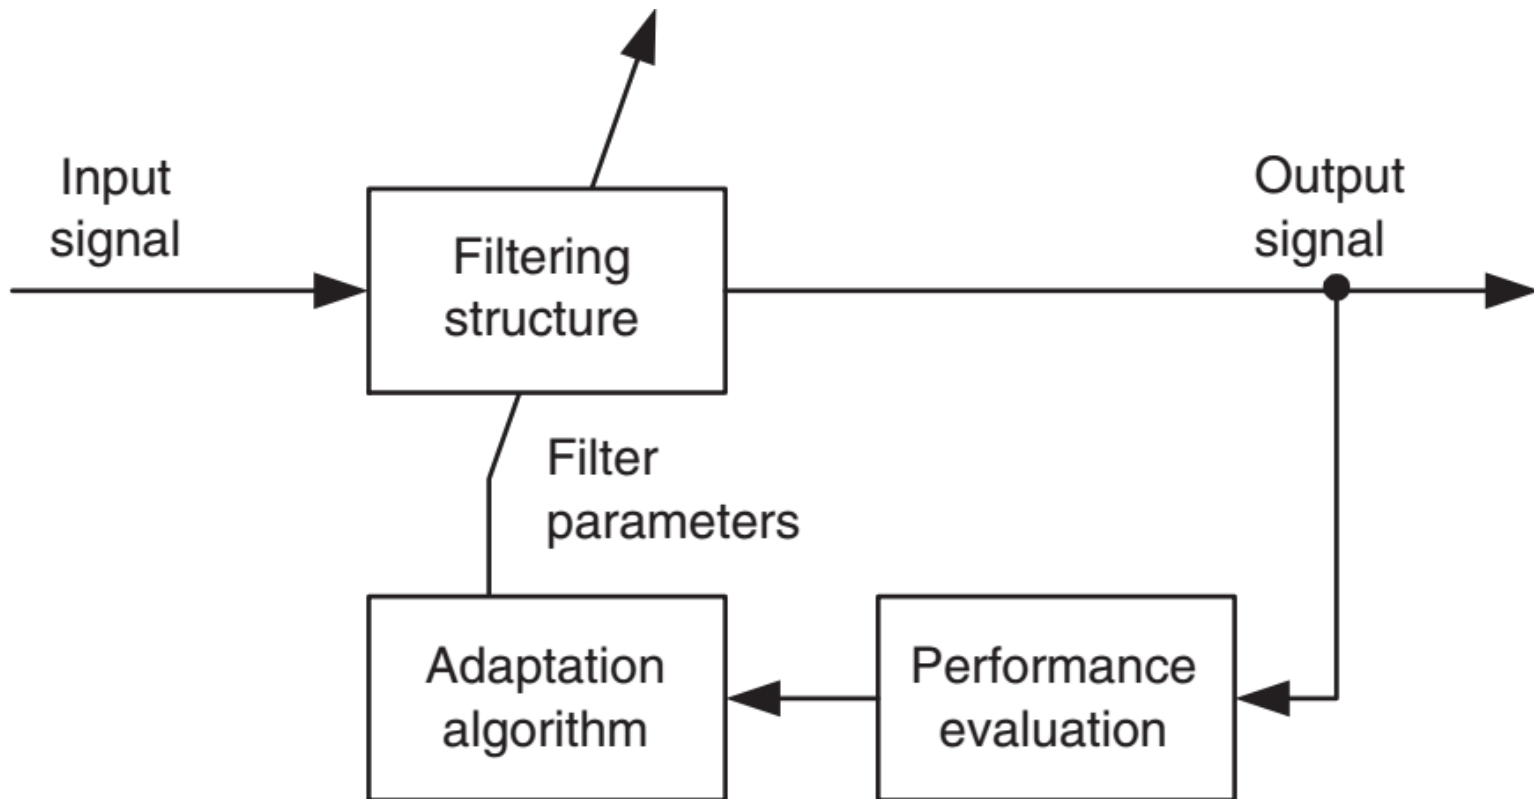 Input
signal
Filtering
structure
Output
signal
Filter
parameters
Adaptation
algorithm
Performance
evaluation